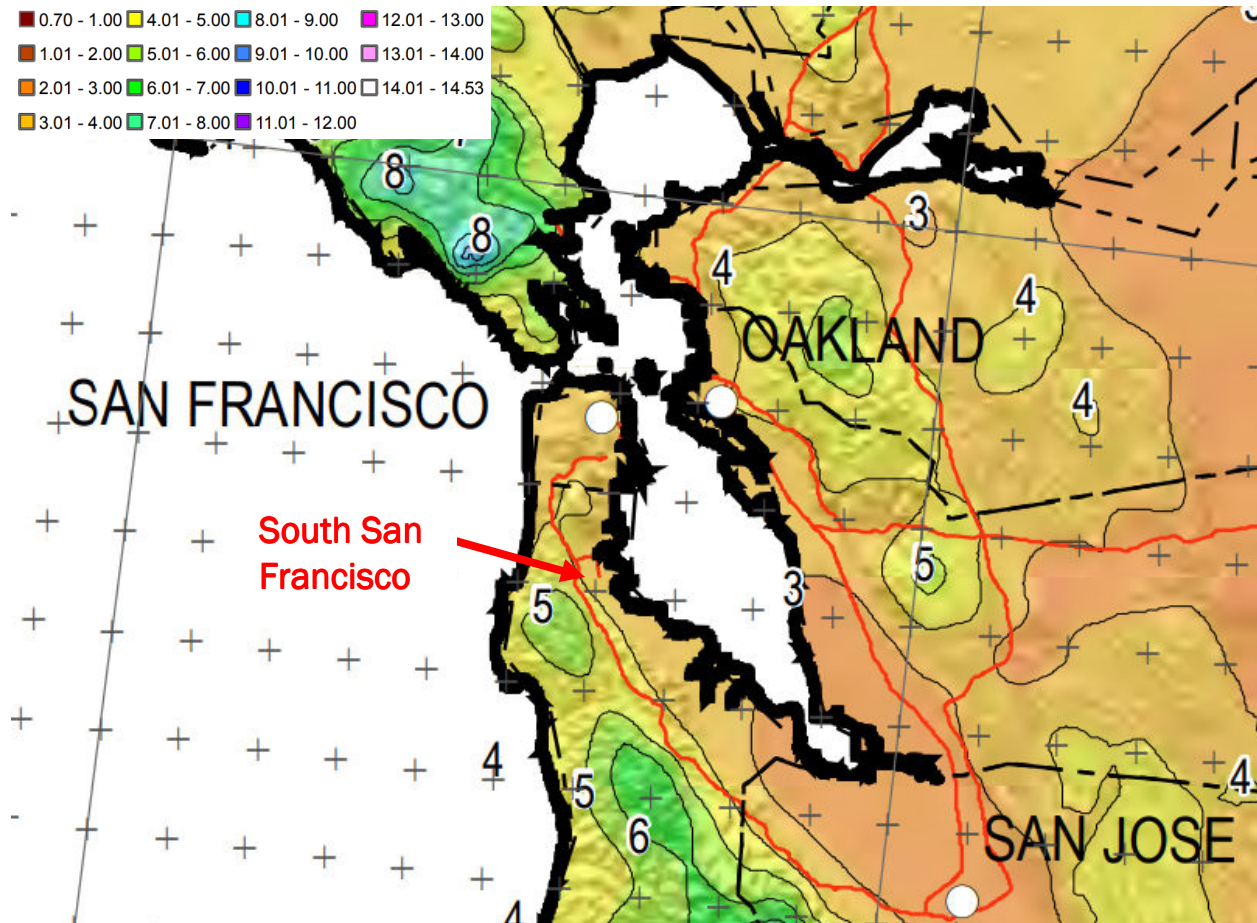 0.70 - 1.00 4.01 - 5.00 8.01 - 9.00 12.01 - 13.00
1.01 - 2.00 5.01 - 6.00 9.01 - 10.00 13.01 - 14.00
2.01 - 3.00 6.01 - 7.00 10.01 - 11.00 14.01 - 14.53
3.01 - 4.00 7.01 - 8.00 11.01 - 12.00
8
3
8
4
4
OAKLAND
SAN FRANCISCO
4
South San
Francisco
5
3
5
4
5
4
6
SAN JOSE
4